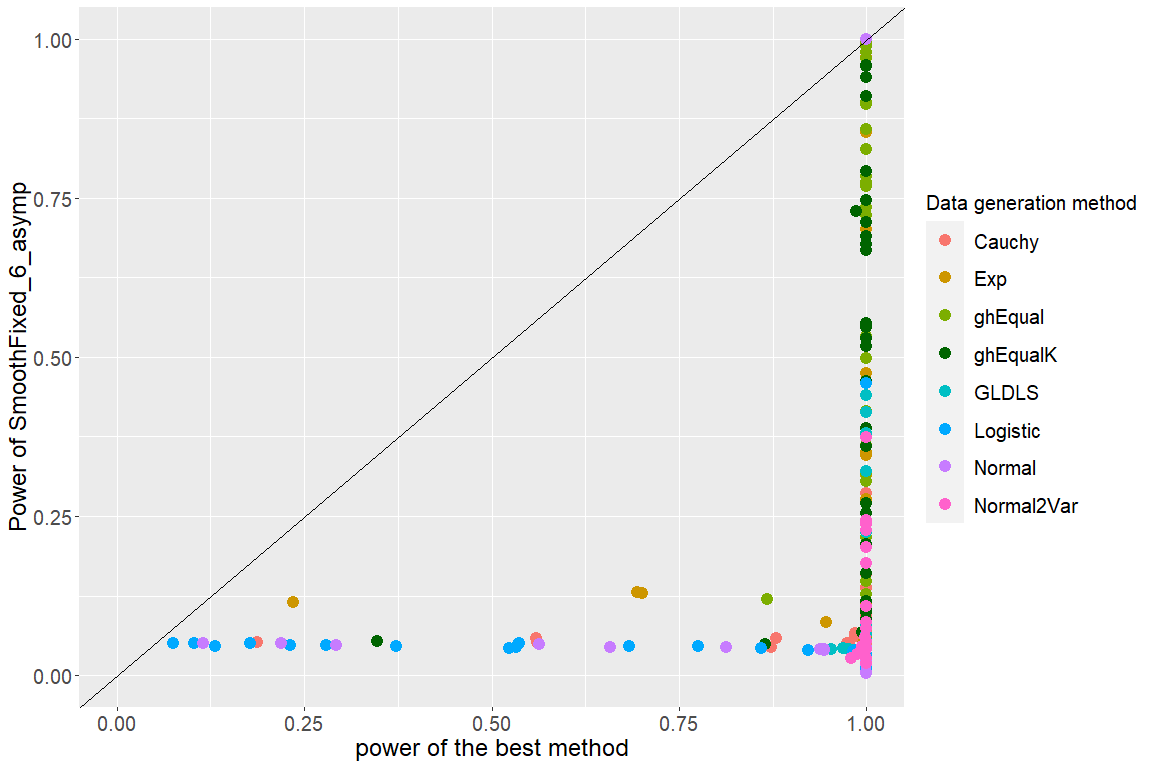 1.00
0.75
0.50
0.25
0.00
Power of SmoothFixed_6_asymp
0.00 0.25 0.50 0.75 1.00
power of the best method
Data generation method
Cauchy
Exp
ghEqual
ghEqualK
GLDLS
Logistic
Normal
Normal2Var